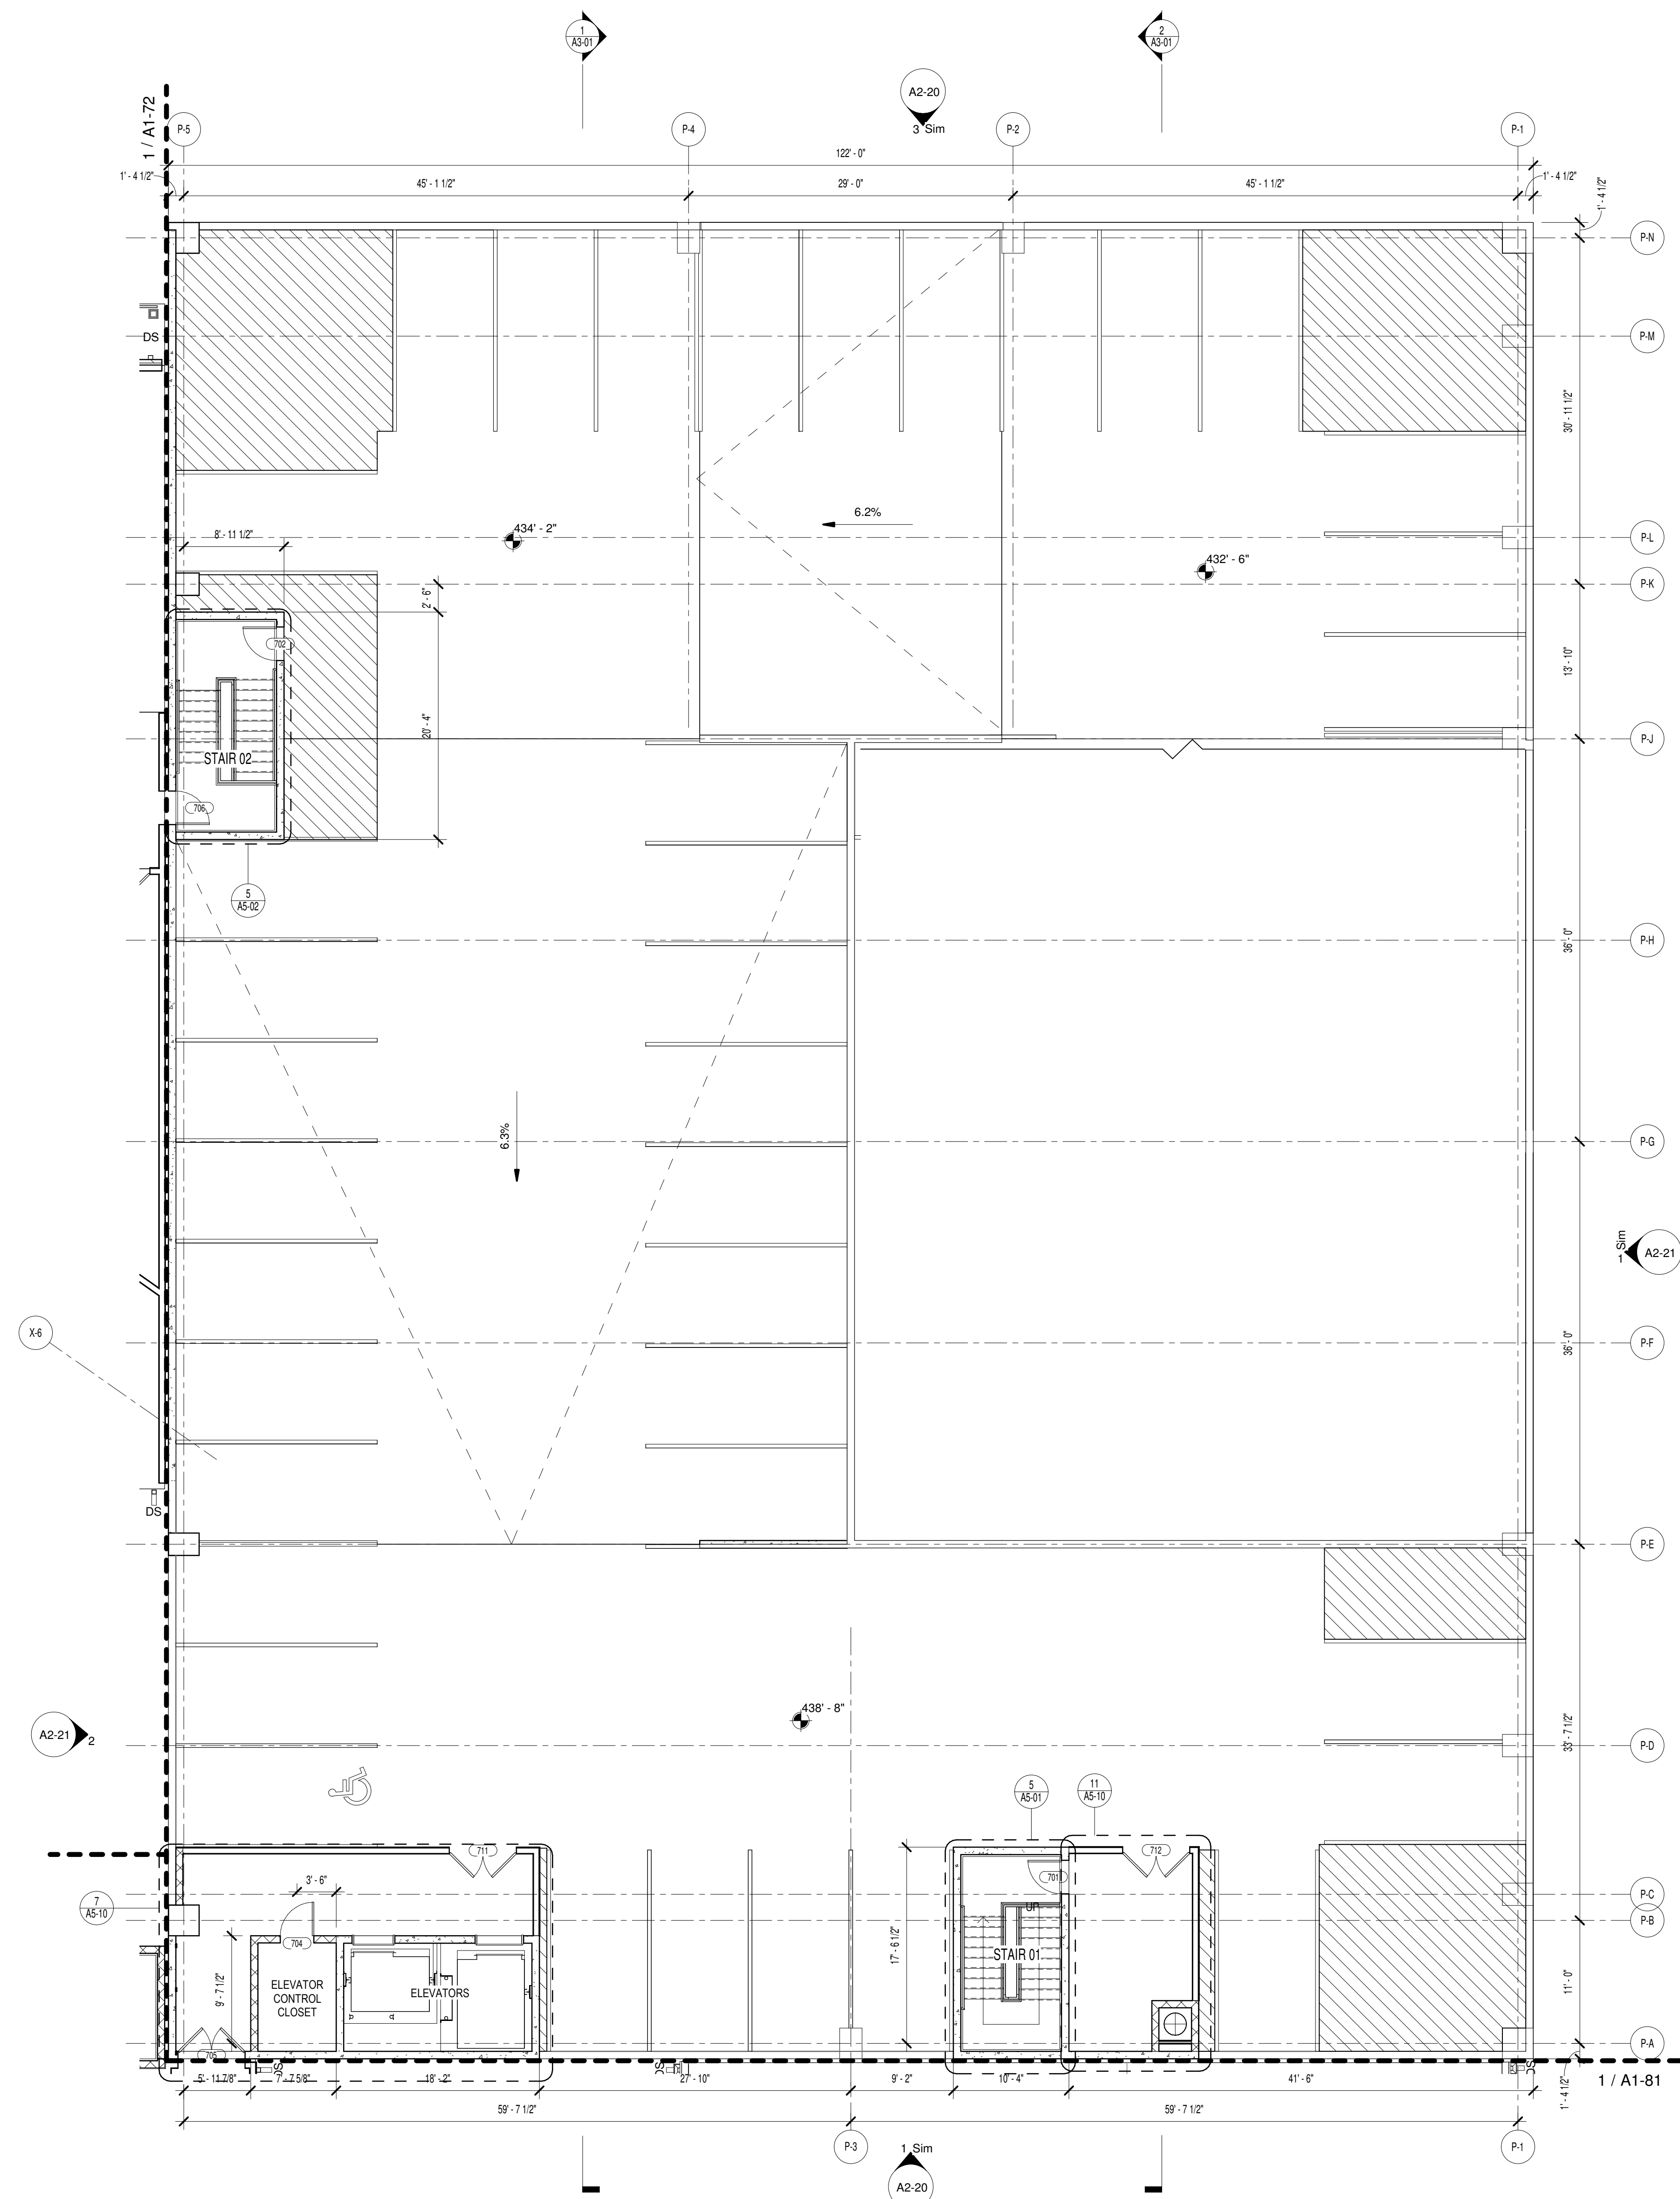 1
A3-01
2
A3-01
A2-20
3 Sim
1 / A1-72
P-5
P-4
P-2
P-1
122' - 0"
1' - 4 1/2"
45' - 1 1/2"
29' - 0"
45' - 1 1/2"
1' - 4 1/2"
1' - 4 1/2"
P-N
DS
P-M
30' - 11 1/2"
6.2%
434' - 2"
8' - 11 1/2"
P-L
432' - 6"
P-K
2' - 6"
702
13' - 10"
20' - 4"
P-J
STAIR 02
706
5
A5-02
P-H
36' - 0"
6.3%
P-G
1 Sim
A2-21
X-6
36' - 0"
P-F
DS
P-E
438' - 8"
A2-21
2
33' - 7 1/2"
P-D
5
A5-01
11
A5-10
711
712
701
3' - 6"
7
A5-10
P-C
UP
P-B
704
17' - 6 1/2"
STAIR 01
ELEVATOR
CONTROL
CLOSET
ELEVATORS
9' - 7 1/2"
11' - 0"
P-A
705
DS
DS
DS
5' - 11 7/8"
7' - 7 5/8"
18' - 2"
27' - 10"
9' - 2"
10' - 4"
41' - 6"
1' - 4 1/2"
1 / A1-81
59' - 7 1/2"
59' - 7 1/2"
P-3
P-1
1 Sim
A2-20